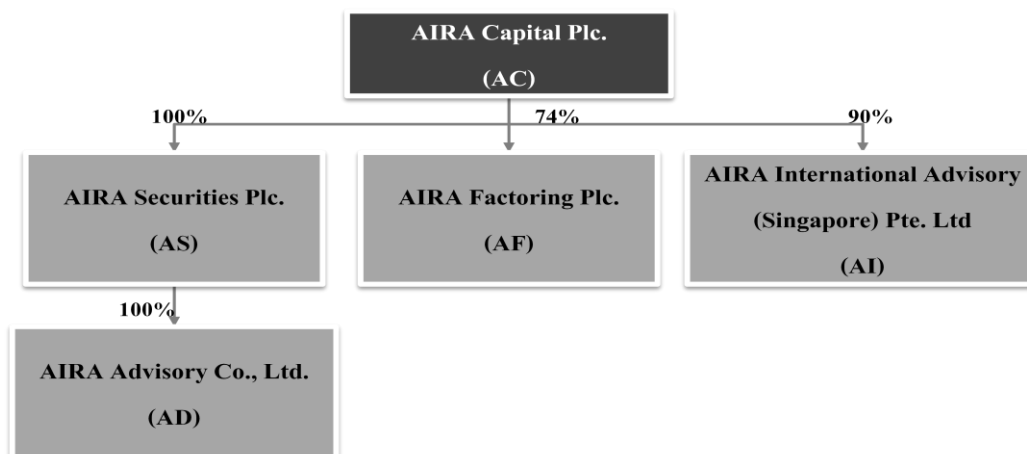 AIRA Capital Plc.
(AC)
100%
74%
90%
AIRA Securities Plc.
(AS)
AIRA Factoring Plc.
(AF)
AIRA International Advisory
(Singapore) Pte. Ltd
(AI)
100%
AIRA Advisory Co., Ltd.
(AD)